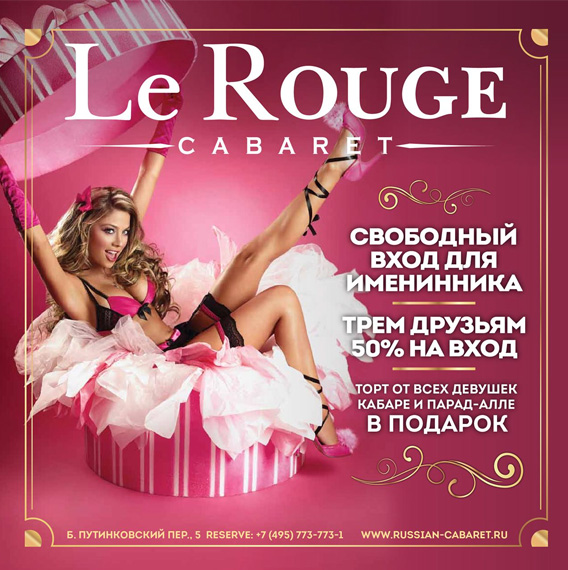 Le Rouge
CABARET
СВОБОДНЫЙ
ВХОД ДЛЯ
ИМЕНИННИКА
ТРЕМ ДРУЗЬЯМ
50% НА ВХОД
ТОРТ ОТ ВСЕХ ДЕВУШЕК
КАБАРЕ И ПАРАД-АЛЛЕ
В ПОДАРОК
Б. ПУТИНКОВСКИЙ ПЕР., 5 RESERVE: +7 (495) 773-773-1 WWW.RUSSIAN-CABARET.RU